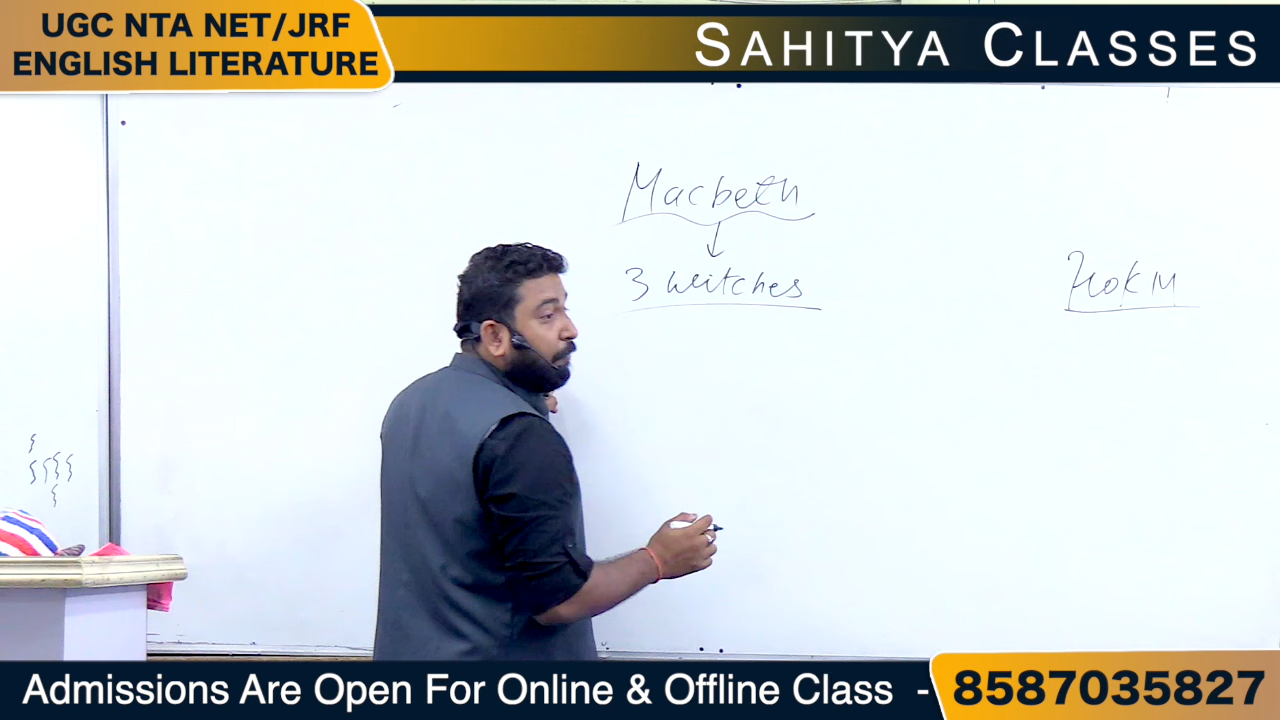 UGC NTA NET/JRF
ENGLISH LITERATURE
SAHITYA CLASSES
Macbeth
3 witches
Admissions Are Open For Online & Offline Class - 8587035827